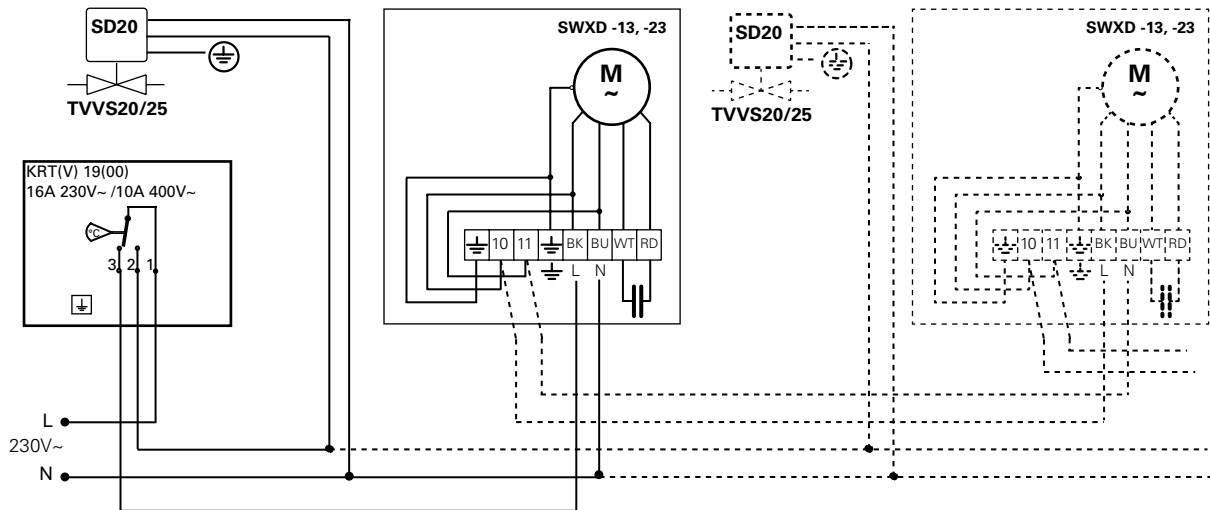 SD20
TVVS20/25
SWXD -13, -23
M
~
SD20
TVVS20/25
SWXD -13, -23
M
~
KRT(V) 19(00)
16A 230V~ /10A 400V~
°C
3 2 1
10 11 BK BU WT RD
L N
10 11 BK BU WT RD
L N
L
230V~
N